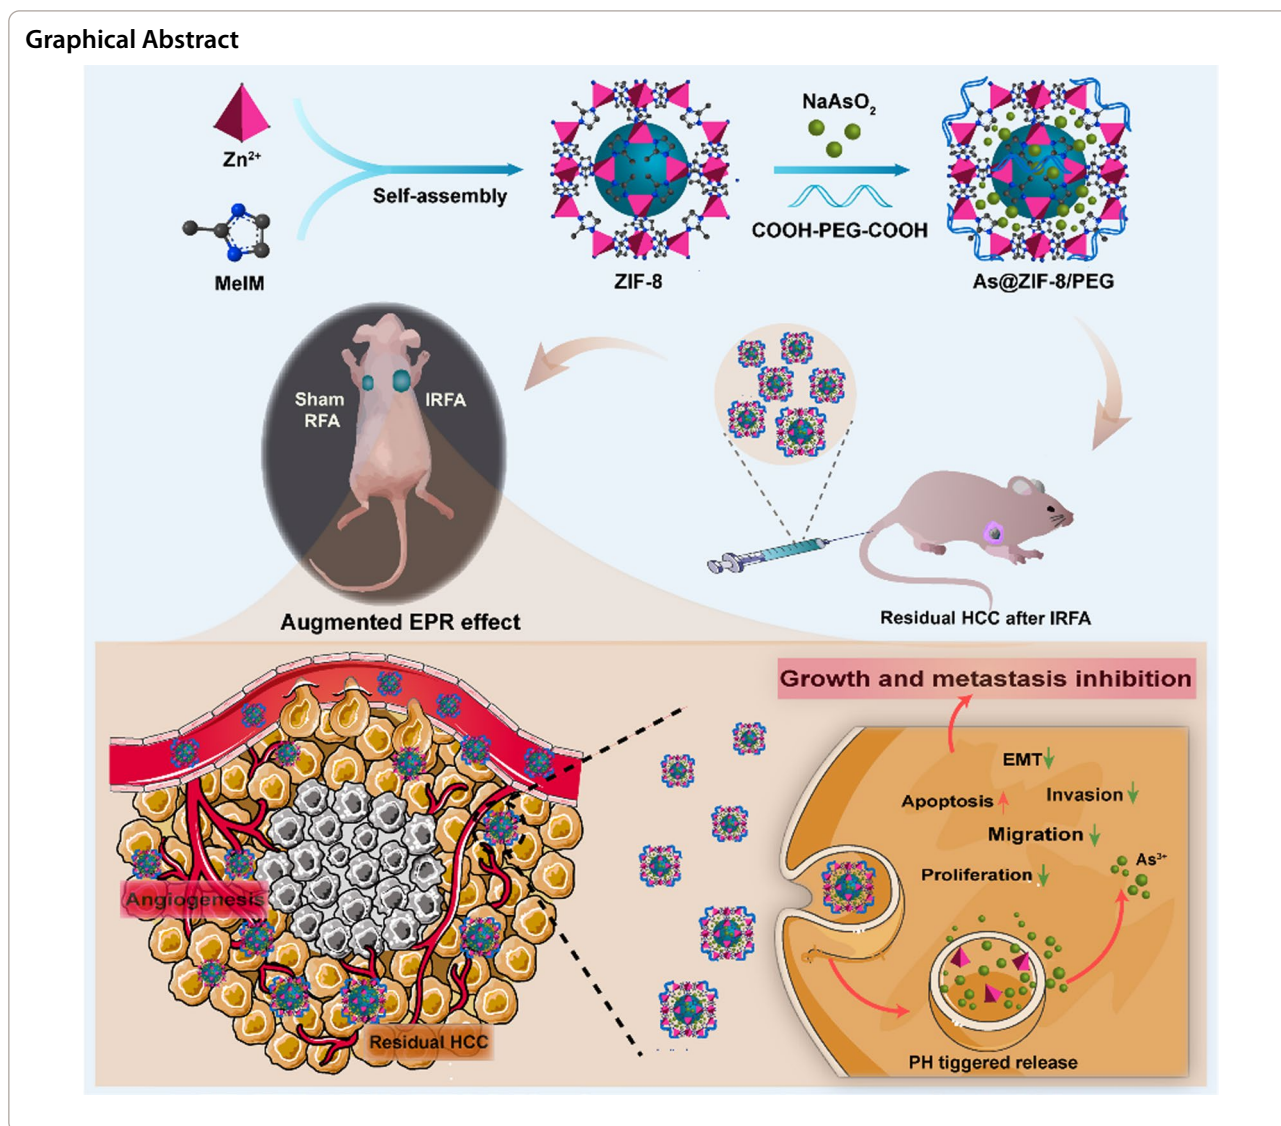 Graphical Abstract
Zn²⁺
MeIM
Self-assembly
ZIF-8
NaAsO₂
COOH-PEG-COOH
As@ZIF-8/PEG
Sham
RFA
IRFA
Augmented EPR effect
Residual HCC after IRFA
Growth and metastasis inhibition
EMT
Apoptosis
Invasion
Migration
Proliferation
As³⁺
Angiogenesis
Residual HCC
PH tiggered release